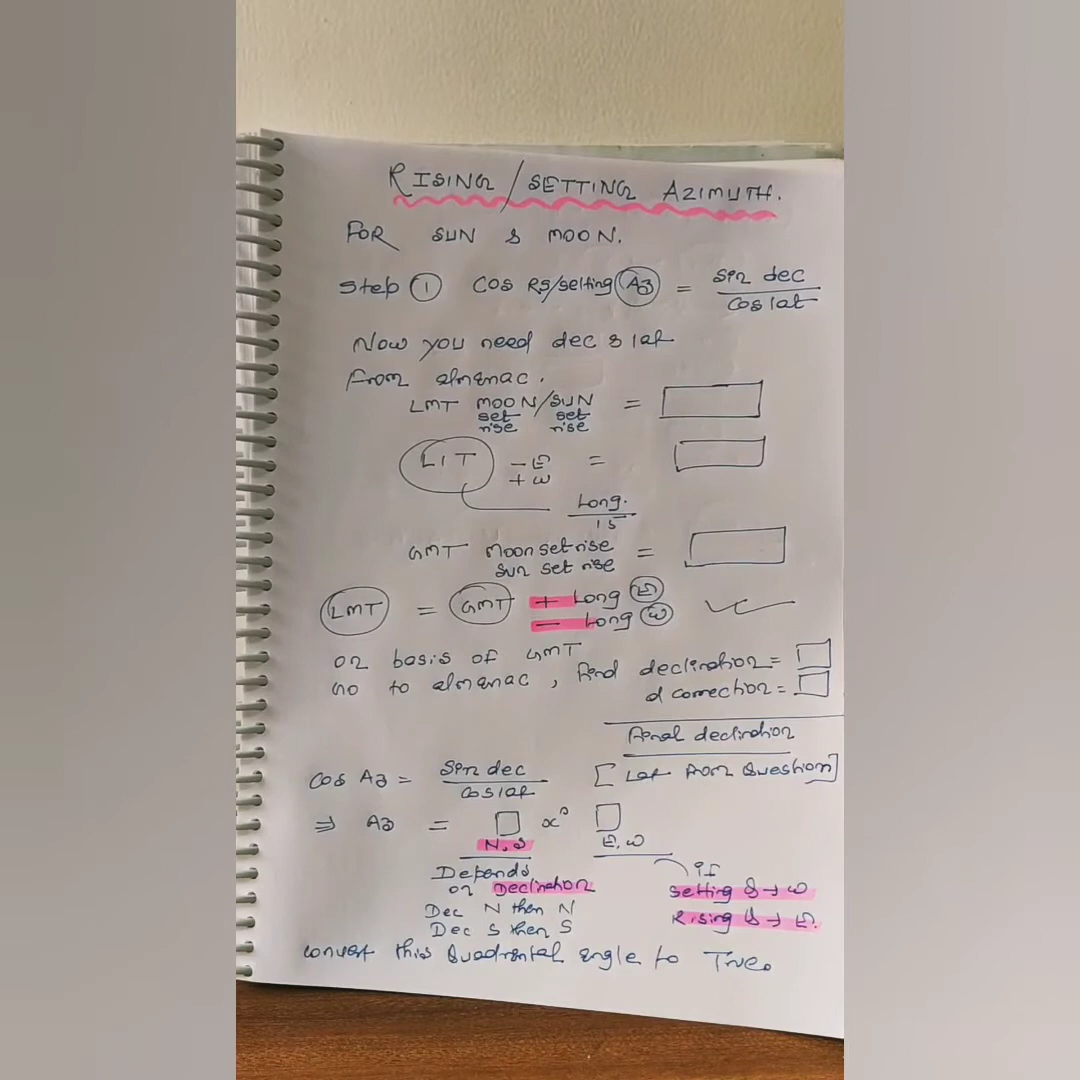 RISING / SETTING AZIMUTH.
FOR SUN & MOON.
Step ① Cos Rs/setting Az = sin dec / cos lat
Now you need dec & lat
from almanac.
LMT MOON/SUN =
set set
rise rise
LIT - E =
+ W
Long.
15
GMT Moon set rise =
Sun set rise
LMT = GMT + Long E
- Long W
on basis of GMT
Go to almanac, find declination =
d correction =
Final declination
Cos Az = sin dec / cos lat [Lat from Question]
⇒ Az = x°
N, S E, W
Depends if
on Declination setting → W
Dec N then N Rising → E.
Dec S then S
convert this Quadrental angle to True.